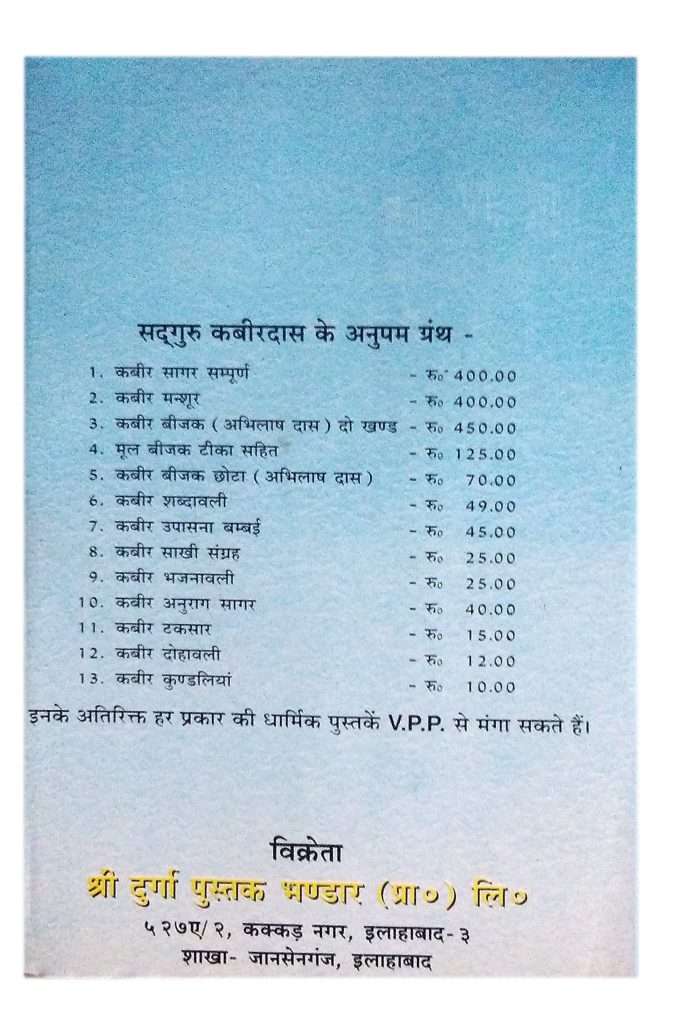 सद्गुरु कबीरदास के अनुपम ग्रंथ -
1. कबीर सागर सम्पूर्ण - रु० 400.00
2. कबीर मन्शूर - रु० 400.00
3. कबीर बीजक ( अभिलाष दास ) दो खण्ड - रु० 450.00
4. मूल बीजक टीका सहित - रु० 125.00
5. कबीर बीजक छोटा ( अभिलाष दास ) - रु० 70.00
6. कबीर शब्दावली - रु० 49.00
7. कबीर उपासना बम्बई - रु० 45.00
8. कबीर साखी संग्रह - रु० 25.00
9. कबीर भजनावली - रु० 25.00
10. कबीर अनुराग सागर - रु० 40.00
11. कबीर टकसार - रु० 15.00
12. कबीर दोहावली - रु० 12.00
13. कबीर कुण्डलियां - रु० 10.00
इनके अतिरिक्त हर प्रकार की धार्मिक पुस्तकें V.P.P. से मंगा सकते हैं।
विक्रेता
श्री दुर्गा पुस्तक भण्डार (प्रा०) लि०
५२७ए/२, कक्कड़ नगर, इलाहाबाद-३
शाखा- जानसेनगंज, इलाहाबाद